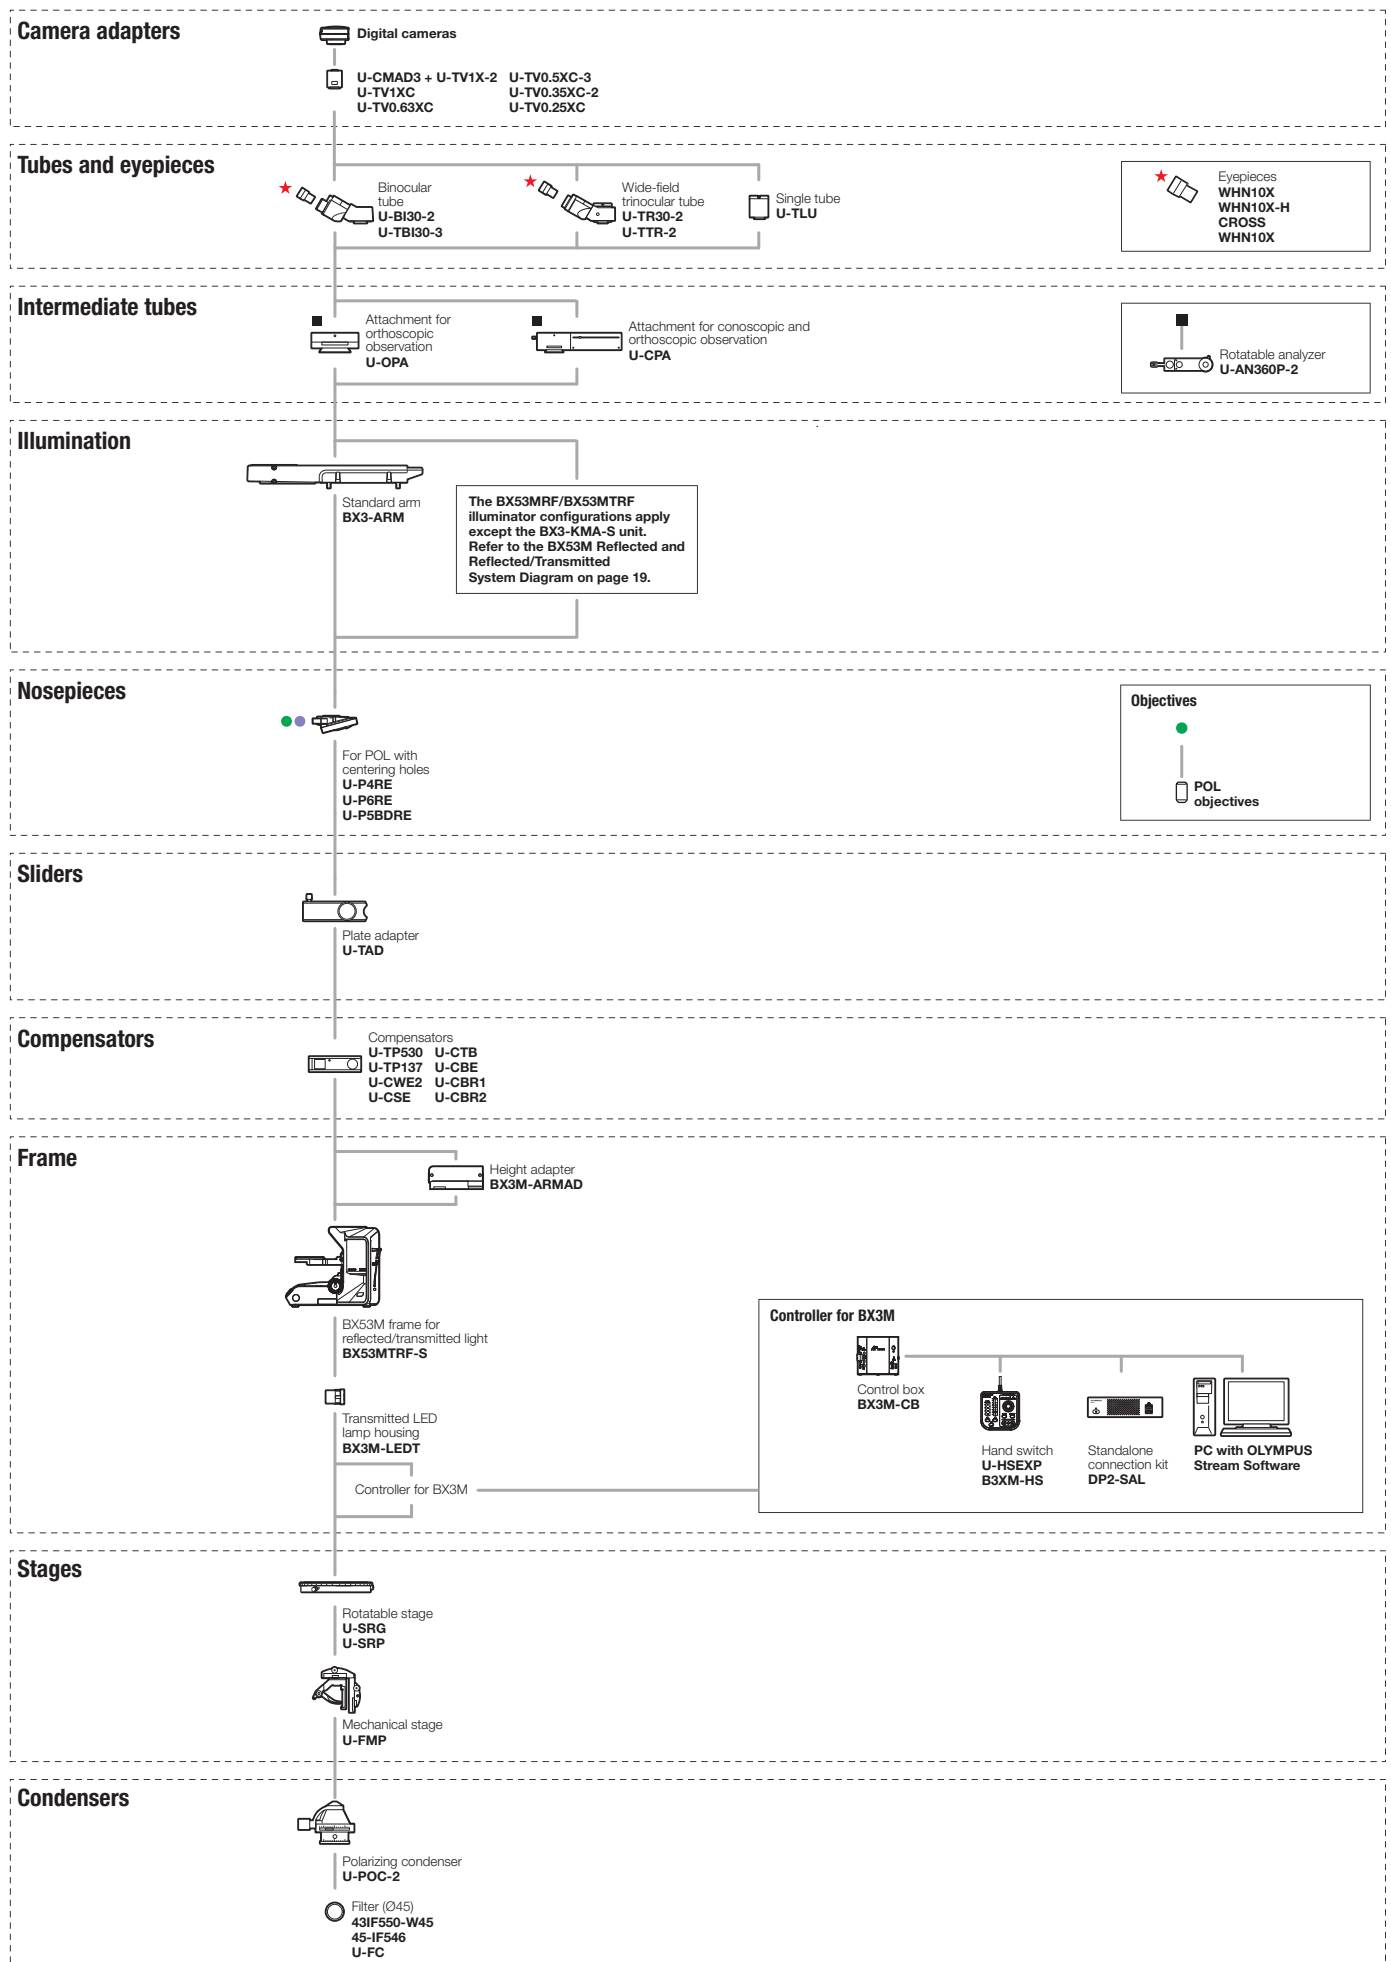 Camera adapters
Digital cameras
U-CMAD3 + U-TV1X-2 U-TV0.5XC-3
U-TV1XC U-TV0.35XC-2
U-TV0.63XC U-TV0.25XC
Tubes and eyepieces
Binocular
tube
U-BI30-2
U-TBI30-3
Wide-field
trinocular tube
U-TR30-2
U-TTR-2
Single tube
U-TLU
Eyepieces
WHN10X
WHN10X-H
CROSS
WHN10X
Intermediate tubes
Attachment for
orthoscopic
observation
U-OPA
Attachment for conoscopic and
orthoscopic observation
U-CPA
Rotatable analyzer
U-AN360P-2
Illumination
Standard arm
BX3-ARM
The BX53MRF/BX53MTRF
illuminator configurations apply
except the BX3-KMA-S unit.
Refer to the BX53M Reflected and
Reflected/Transmitted
System Diagram on page 19.
Nosepieces
For POL with
centering holes
U-P4RE
U-P6RE
U-P5BDRE
Objectives
POL
objectives
Sliders
Plate adapter
U-TAD
Compensators
Compensators
U-TP530 U-CTB
U-TP137 U-CBE
U-CWE2 U-CBR1
U-CSE U-CBR2
Frame
Height adapter
BX3M-ARMAD
BX53M frame for
reflected/transmitted light
BX53MTRF-S
Transmitted LED
lamp housing
BX3M-LEDT
Controller for BX3M
Controller for BX3M
Control box
BX3M-CB
Hand switch
U-HSEXP
B3XM-HS
Standalone
connection kit
DP2-SAL
PC with OLYMPUS
Stream Software
Stages
Rotatable stage
U-SRG
U-SRP
Mechanical stage
U-FMP
Condensers
Polarizing condenser
U-POC-2
Filter (Ø45)
43IF550-W45
45-IF546
U-FC